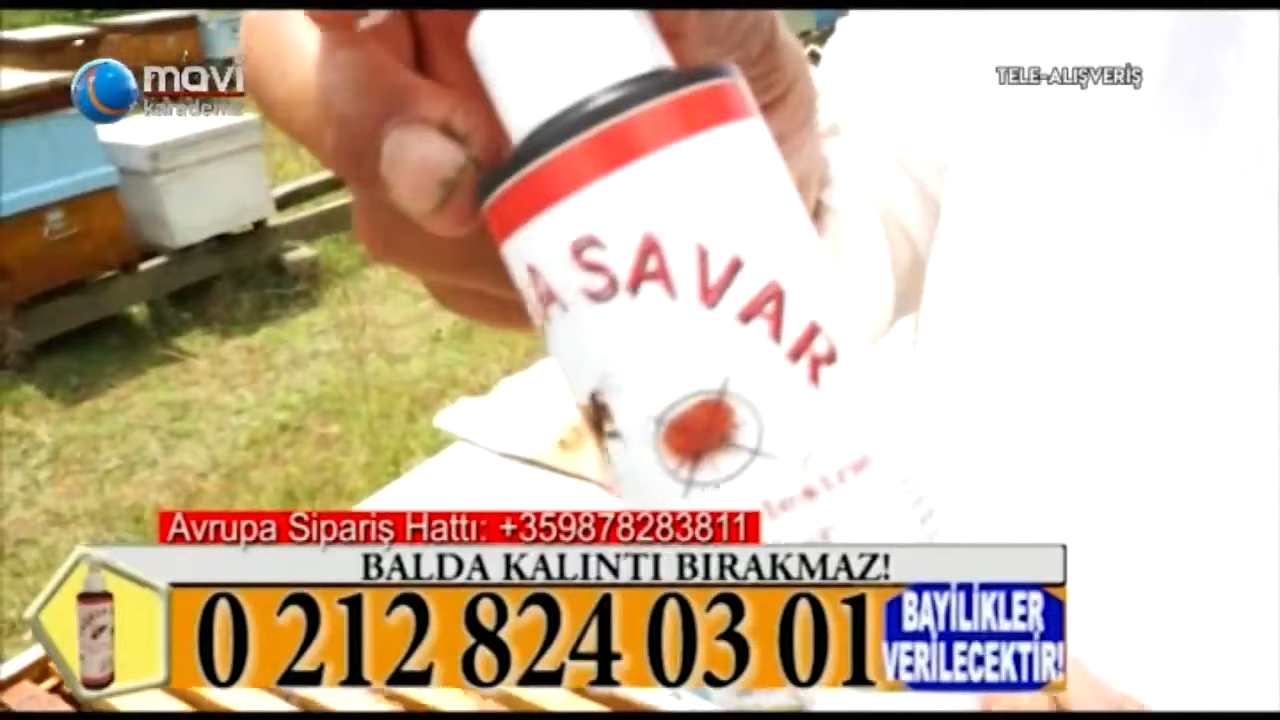 mavi
karadeniz
TELE-ALIŞVERİŞ
A SAVAR
Avrupa Sipariş Hattı: +359878283811
BALDA KALINTI BIRAKMAZ!
0 212 824 03 01
BAYİLİKLER
VERİLECEKTİR!